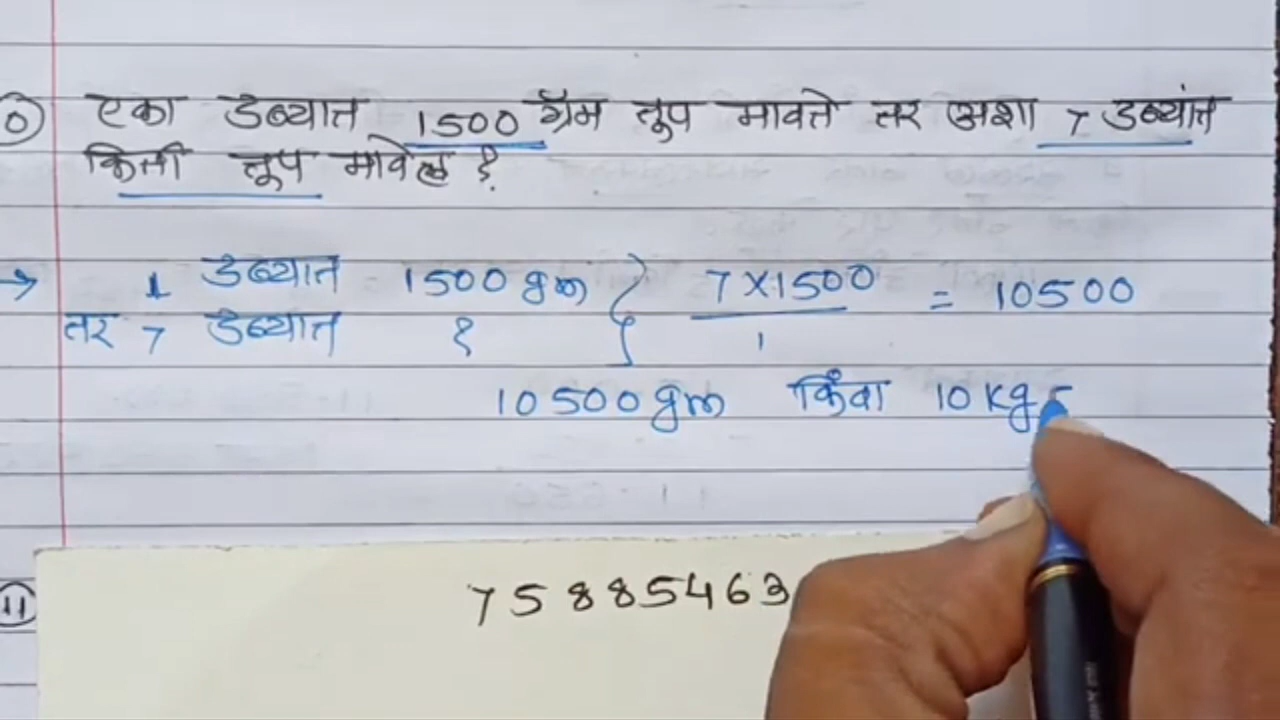 एका डब्यात 1500 ग्रॅम तूप मावते तर अशा 7 डब्यांत
किती तूप मावेल ?
→ 1 डब्यात 1500 gm } 7 x 1500 = 10500
तर 7 डब्यात ? 1
10500 gm किंवा 10 kg 5
75885463
11